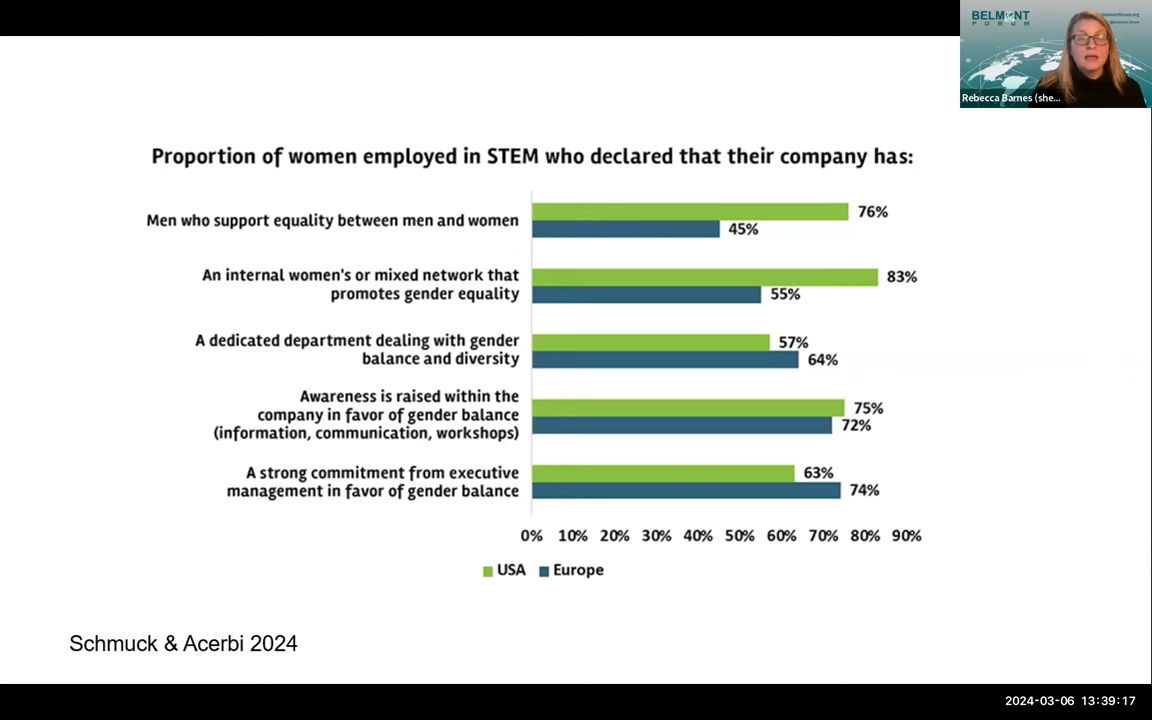 BELMONT
FORUM
Rebecca Barnes (she...
Proportion of women employed in STEM who declared that their company has:
Men who support equality between men and women
76%
45%
An internal women's or mixed network that
promotes gender equality
83%
55%
A dedicated department dealing with gender
balance and diversity
57%
64%
Awareness is raised within the
company in favor of gender balance
(information, communication, workshops)
75%
72%
A strong commitment from executive
management in favor of gender balance
63%
74%
0% 10% 20% 30% 40% 50% 60% 70% 80% 90%
USA Europe
Schmuck & Acerbi 2024
2024-03-06 13:39:17